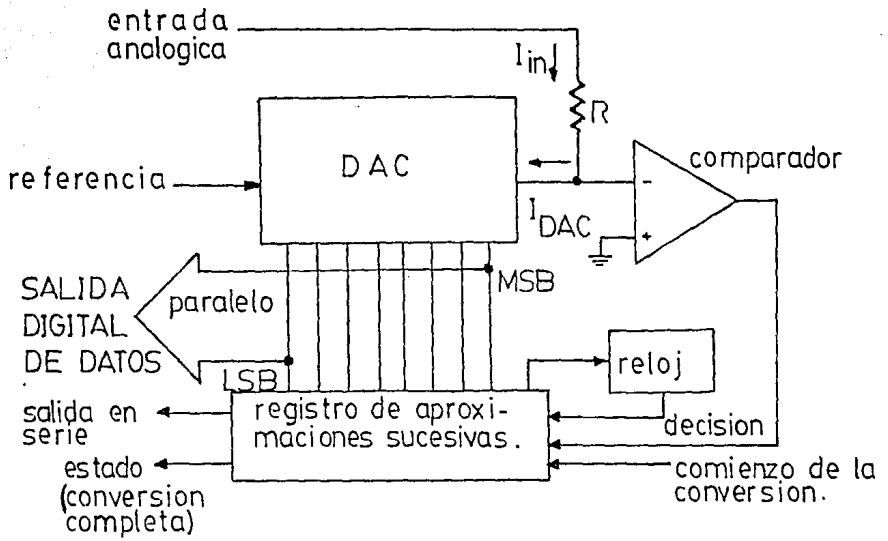 entrada
analogica
I in
R
DAC
referencia
comparador
-
+
I DAC
MSB
SALIDA
DIGITAL
DE DATOS
paralelo
LSB
reloj
registro de aproxi-
maciones sucesivas.
decision
salida en
serie
estado
(conversion
completa)
comienzo de la
conversion.